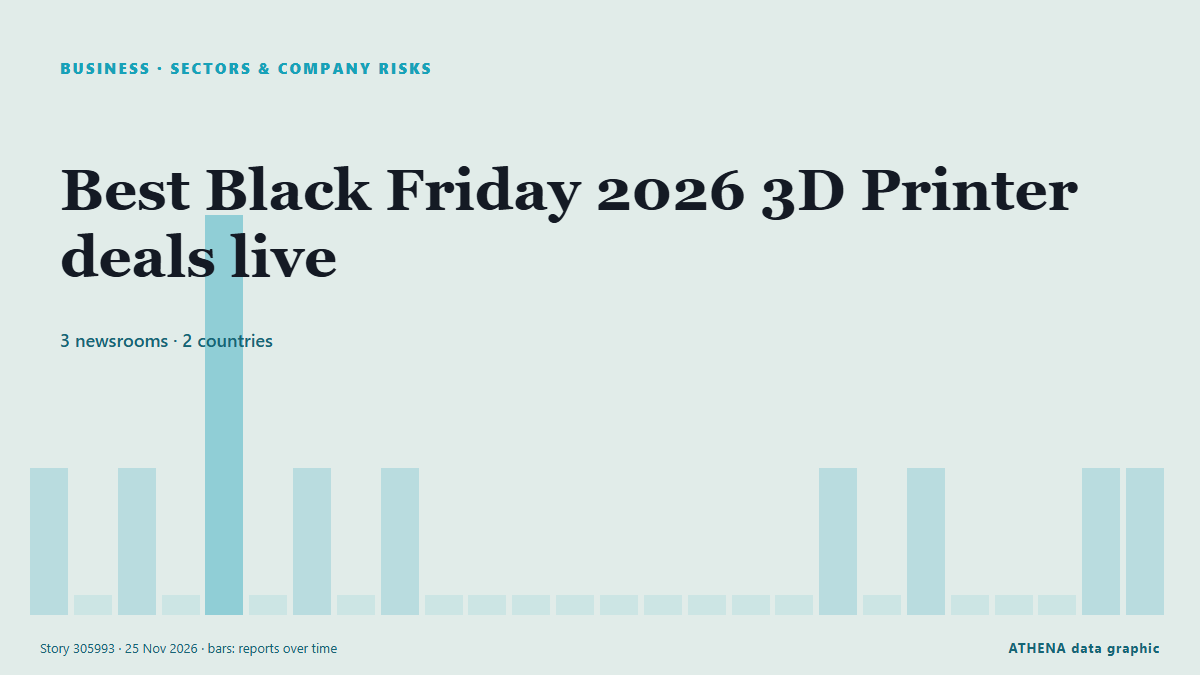 BUSINESS · SECTORS & COMPANY RISKS
Best Black Friday 2026 3D Printer
deals live
3 newsrooms · 2 countries
Story 305993 · 25 Nov 2026 · bars: reports over time
ATHENA data graphic